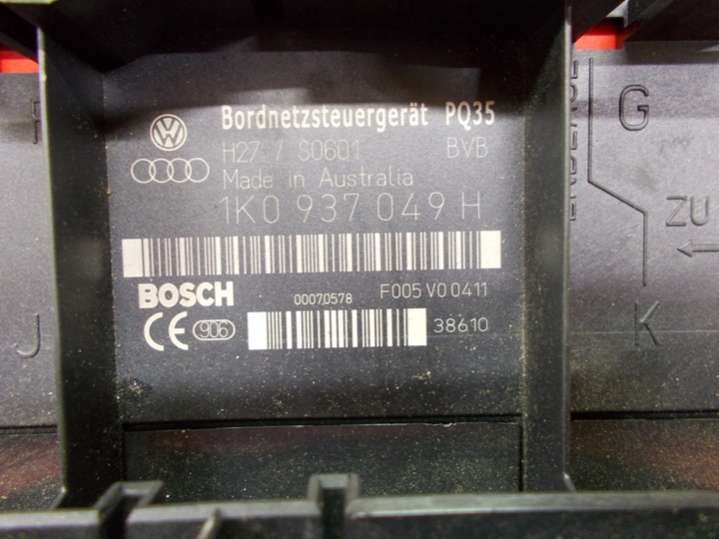 Bordnetzsteuergerät PQ35
H27 / S0601 BVB
Made in Australia
1K0 937 049 H
BOSCH
00070578
F005 V0 0411
CE
906
38610
G
ZU
J
K